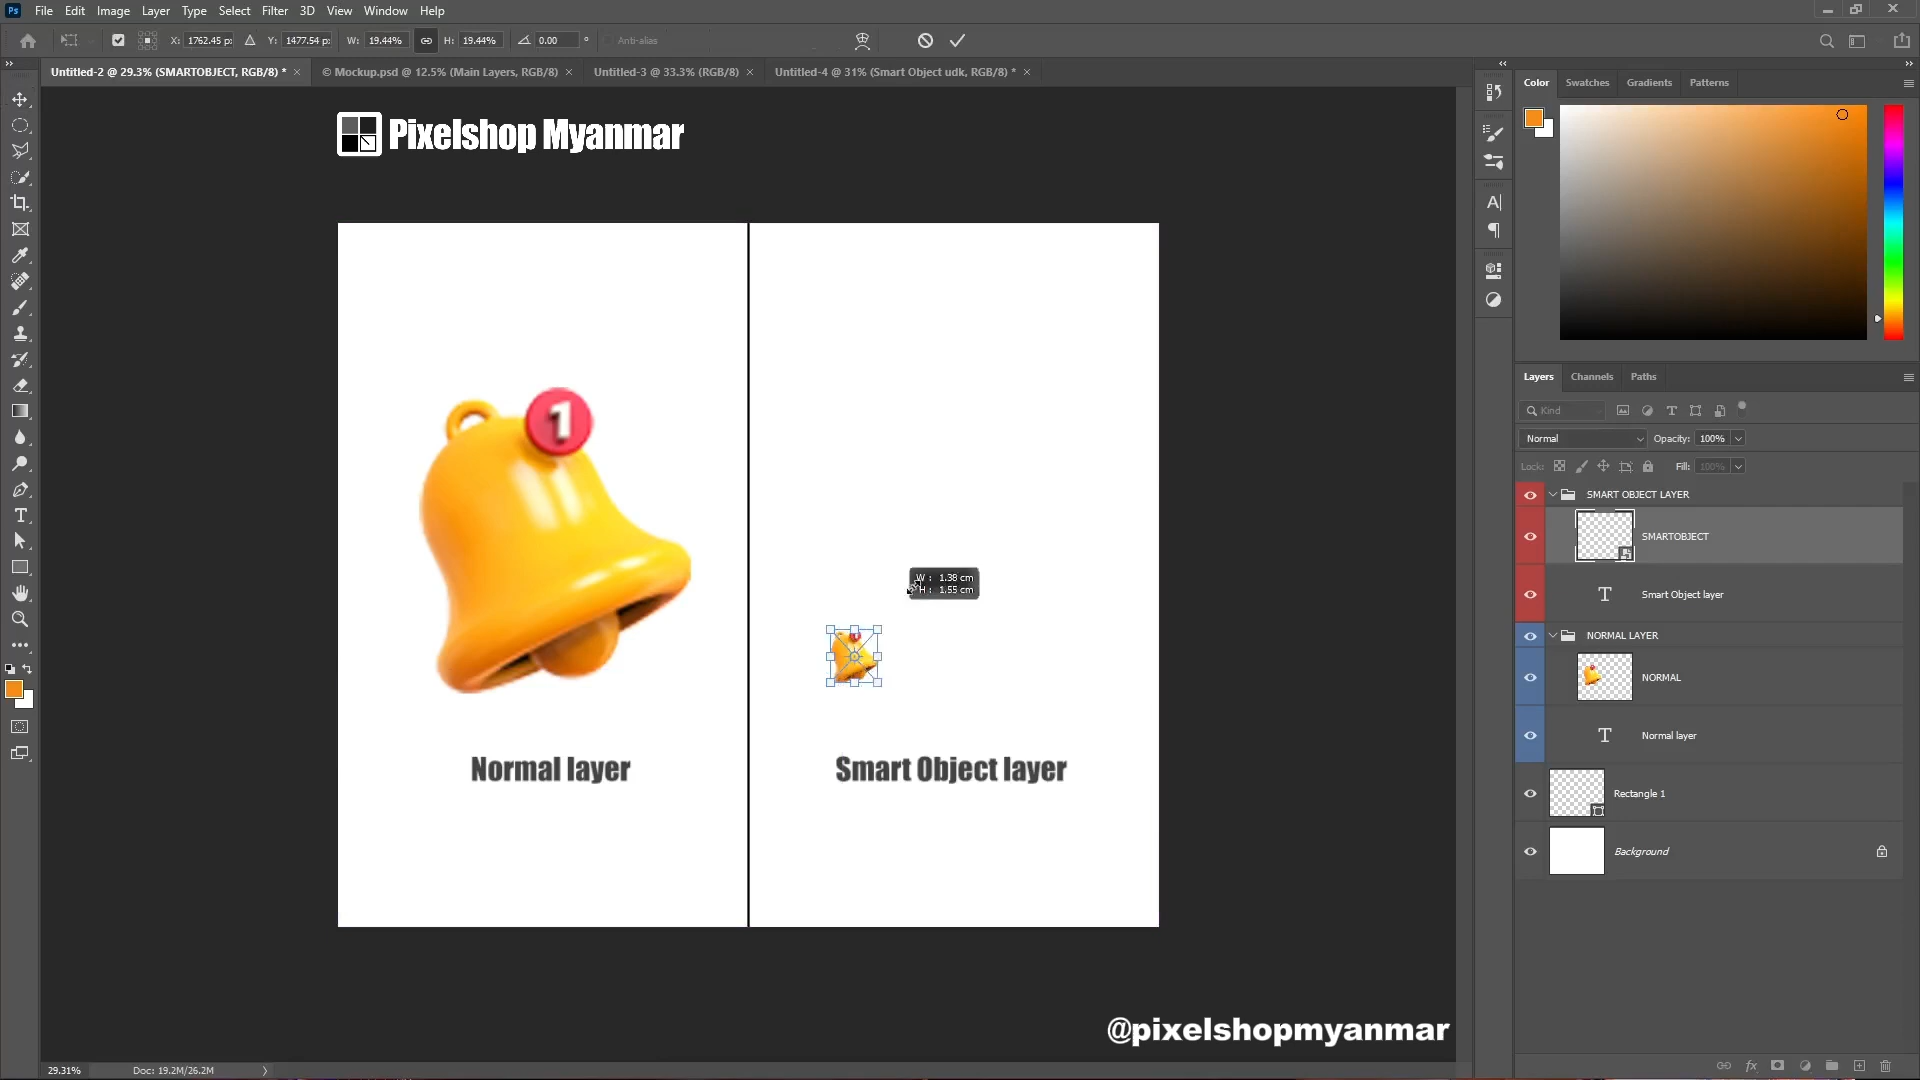 Ps File Edit Image Layer Type Select Filter 3D View Window Help
X: 1762.45 p: Y: 1477.54 p: W: 19.44% H: 19.44% 0.00 ° Anti-alias
Untitled-2 @ 29.3% (SMARTOBJECT, RGB/8) * × © Mockup.psd @ 12.5% (Main Layers, RGB/8) × Untitled-3 @ 33.3% (RGB/8) × Untitled-4 @ 31% (Smart Object udk, RGB/8) * ×
Pixelshop Myanmar
1
W : 1.38 cm
H : 1.55 cm
Normal layer
Smart Object layer
@pixelshopmyanmar
29.31% Doc: 19.2M/26.2M
Color Swatches Gradients Patterns
Layers Channels Paths
Kind
Normal Opacity: 100%
Lock: Fill: 100%
SMART OBJECT LAYER
SMARTOBJECT
T Smart Object layer
NORMAL LAYER
NORMAL
T Normal layer
Rectangle 1
Background